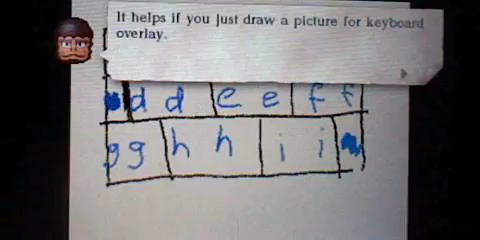 It helps if you just draw a picture for keyboard
overlay.
d d e e f f
g g h h i i